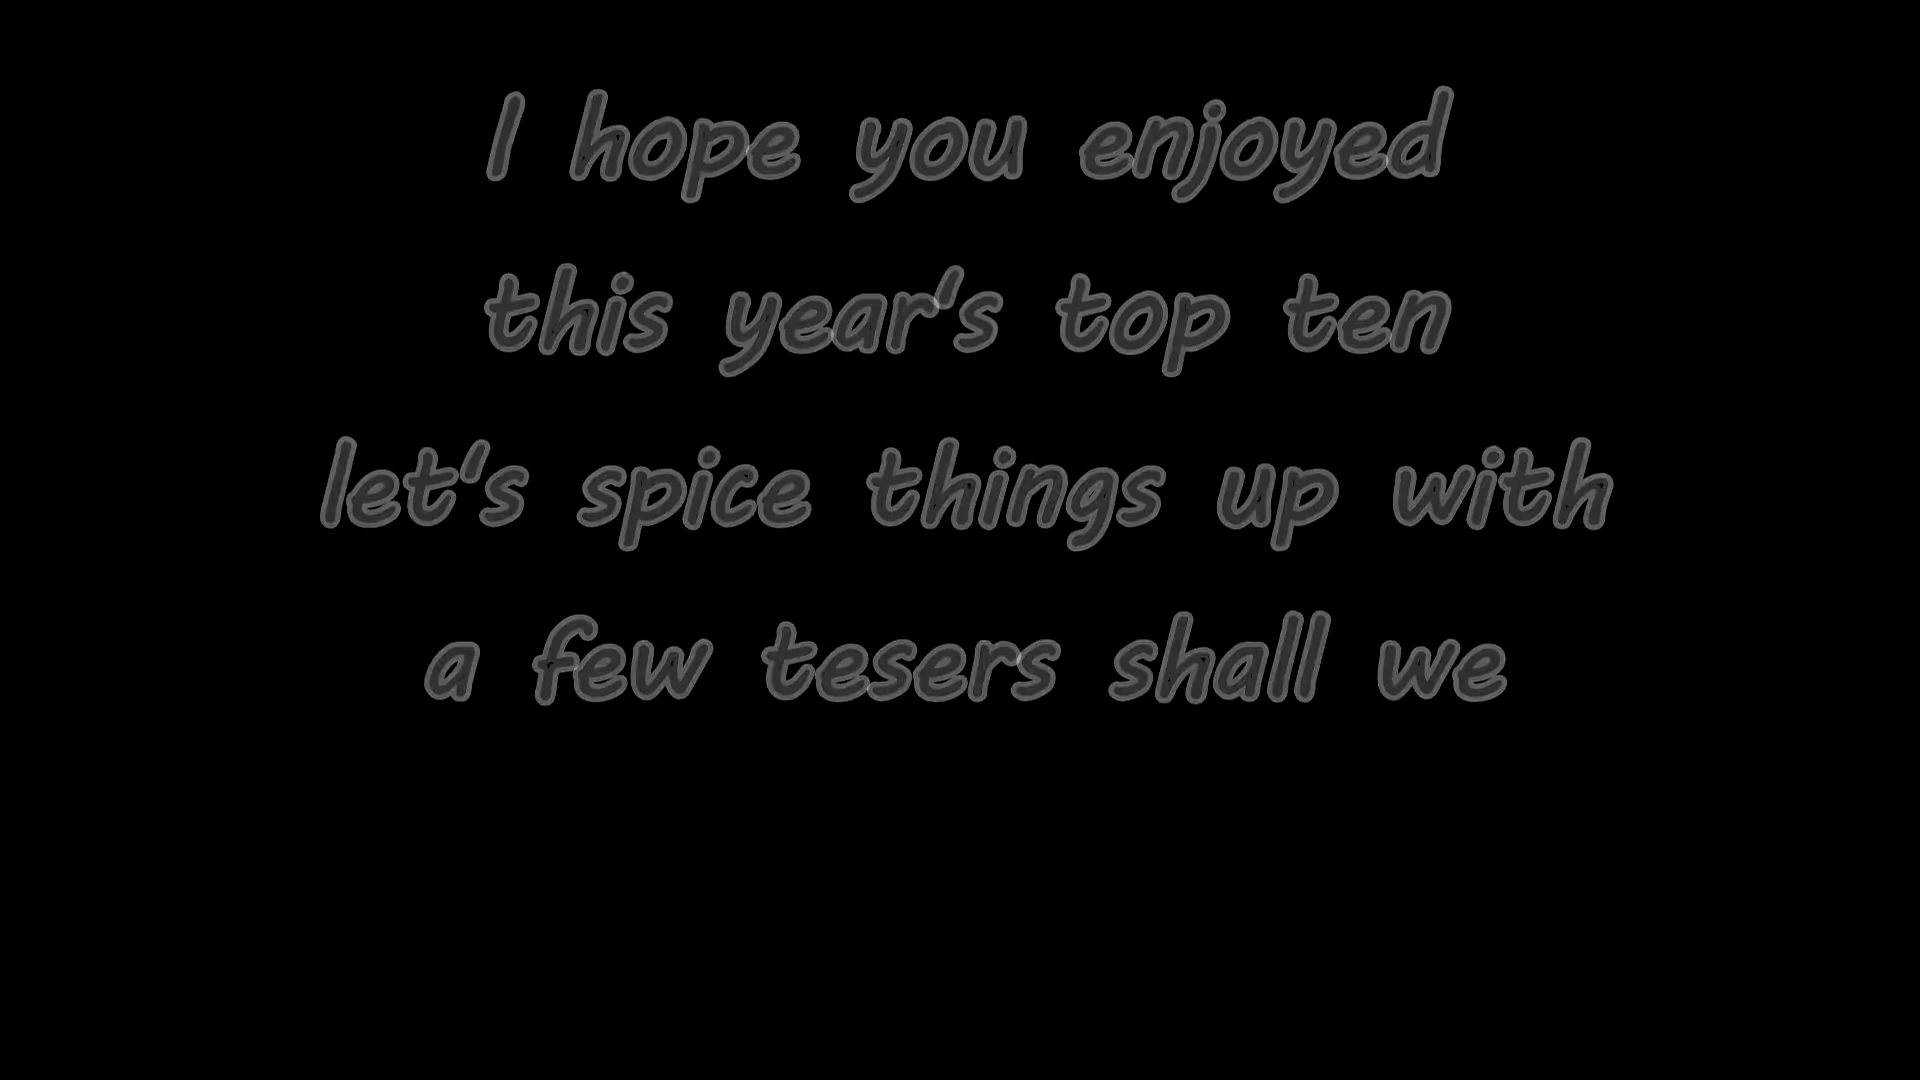 I hope you enjoyed
this year's top ten
let's spice things up with
a few tesers shall we